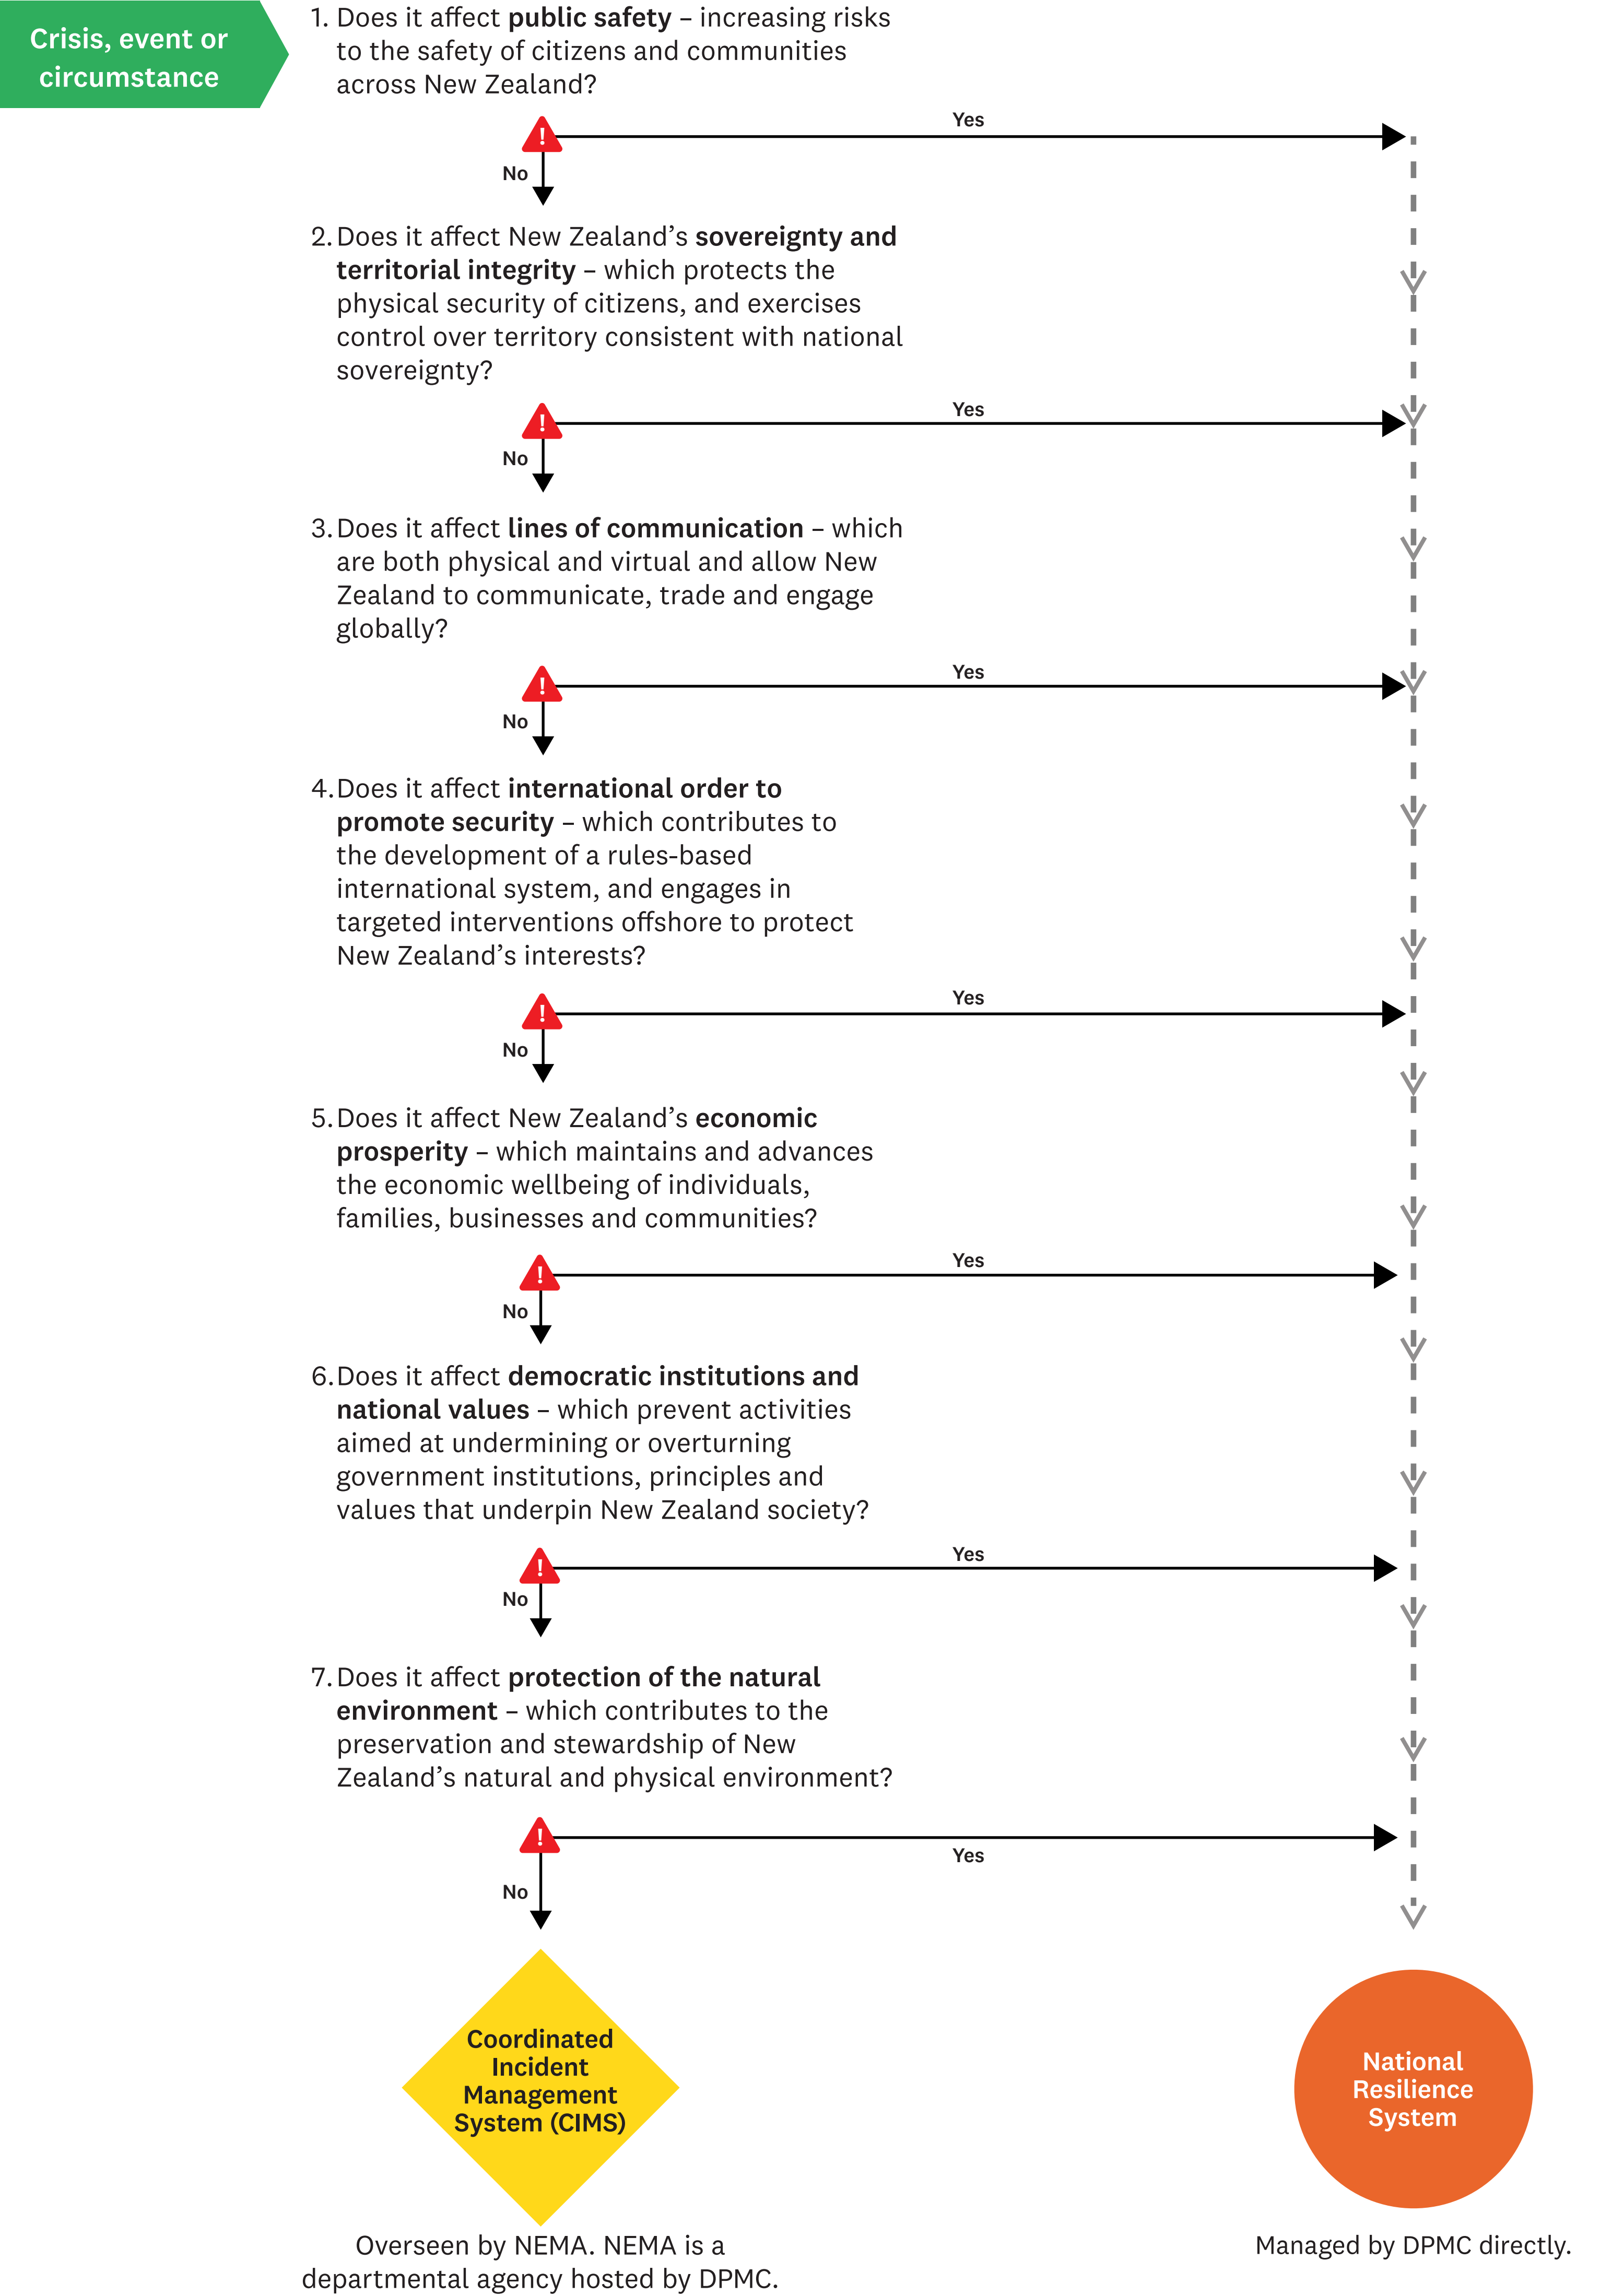 Crisis, event or
circumstance
1. Does it affect public safety – increasing risks
to the safety of citizens and communities
across New Zealand?
!
Yes
No
2. Does it affect New Zealand’s sovereignty and
territorial integrity – which protects the
physical security of citizens, and exercises
control over territory consistent with national
sovereignty?
!
Yes
No
3. Does it affect lines of communication – which
are both physical and virtual and allow New
Zealand to communicate, trade and engage
globally?
!
Yes
No
4. Does it affect international order to
promote security – which contributes to
the development of a rules-based
international system, and engages in
targeted interventions offshore to protect
New Zealand’s interests?
!
Yes
No
5. Does it affect New Zealand’s economic
prosperity – which maintains and advances
the economic wellbeing of individuals,
families, businesses and communities?
!
Yes
No
6. Does it affect democratic institutions and
national values – which prevent activities
aimed at undermining or overturning
government institutions, principles and
values that underpin New Zealand society?
!
Yes
No
7. Does it affect protection of the natural
environment – which contributes to the
preservation and stewardship of New
Zealand’s natural and physical environment?
!
Yes
No
Coordinated
Incident
Management
System (CIMS)
Overseen by NEMA. NEMA is a
departmental agency hosted by DPMC.
National
Resilience
System
Managed by DPMC directly.